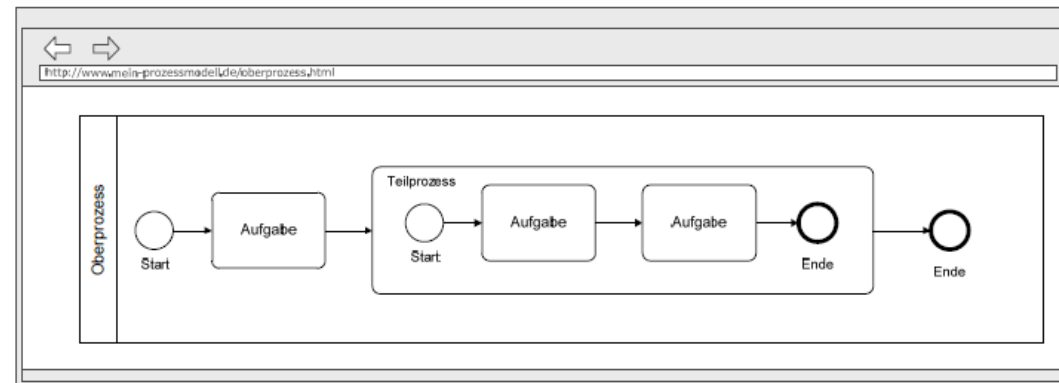 http://www.mein-prozessmodell.de/oberprozess.html
Oberprozess
Start
Aufgabe
Teilprozess
Start
Aufgabe
Aufgabe
Ende
Ende